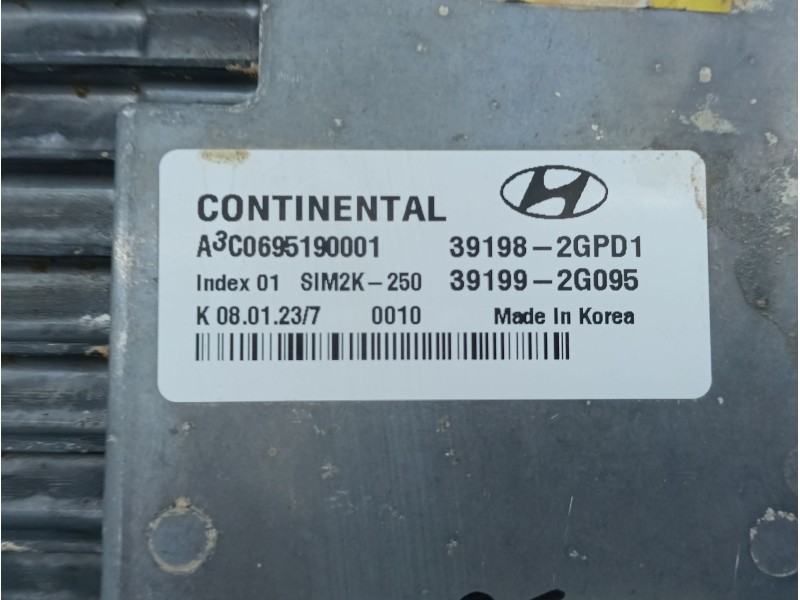 CONTINENTAL
A3C0695190001 39198-2GPD1
Index 01 SIM2K-250 39199-2G095
K 08.01.23/7 0010 Made In Korea